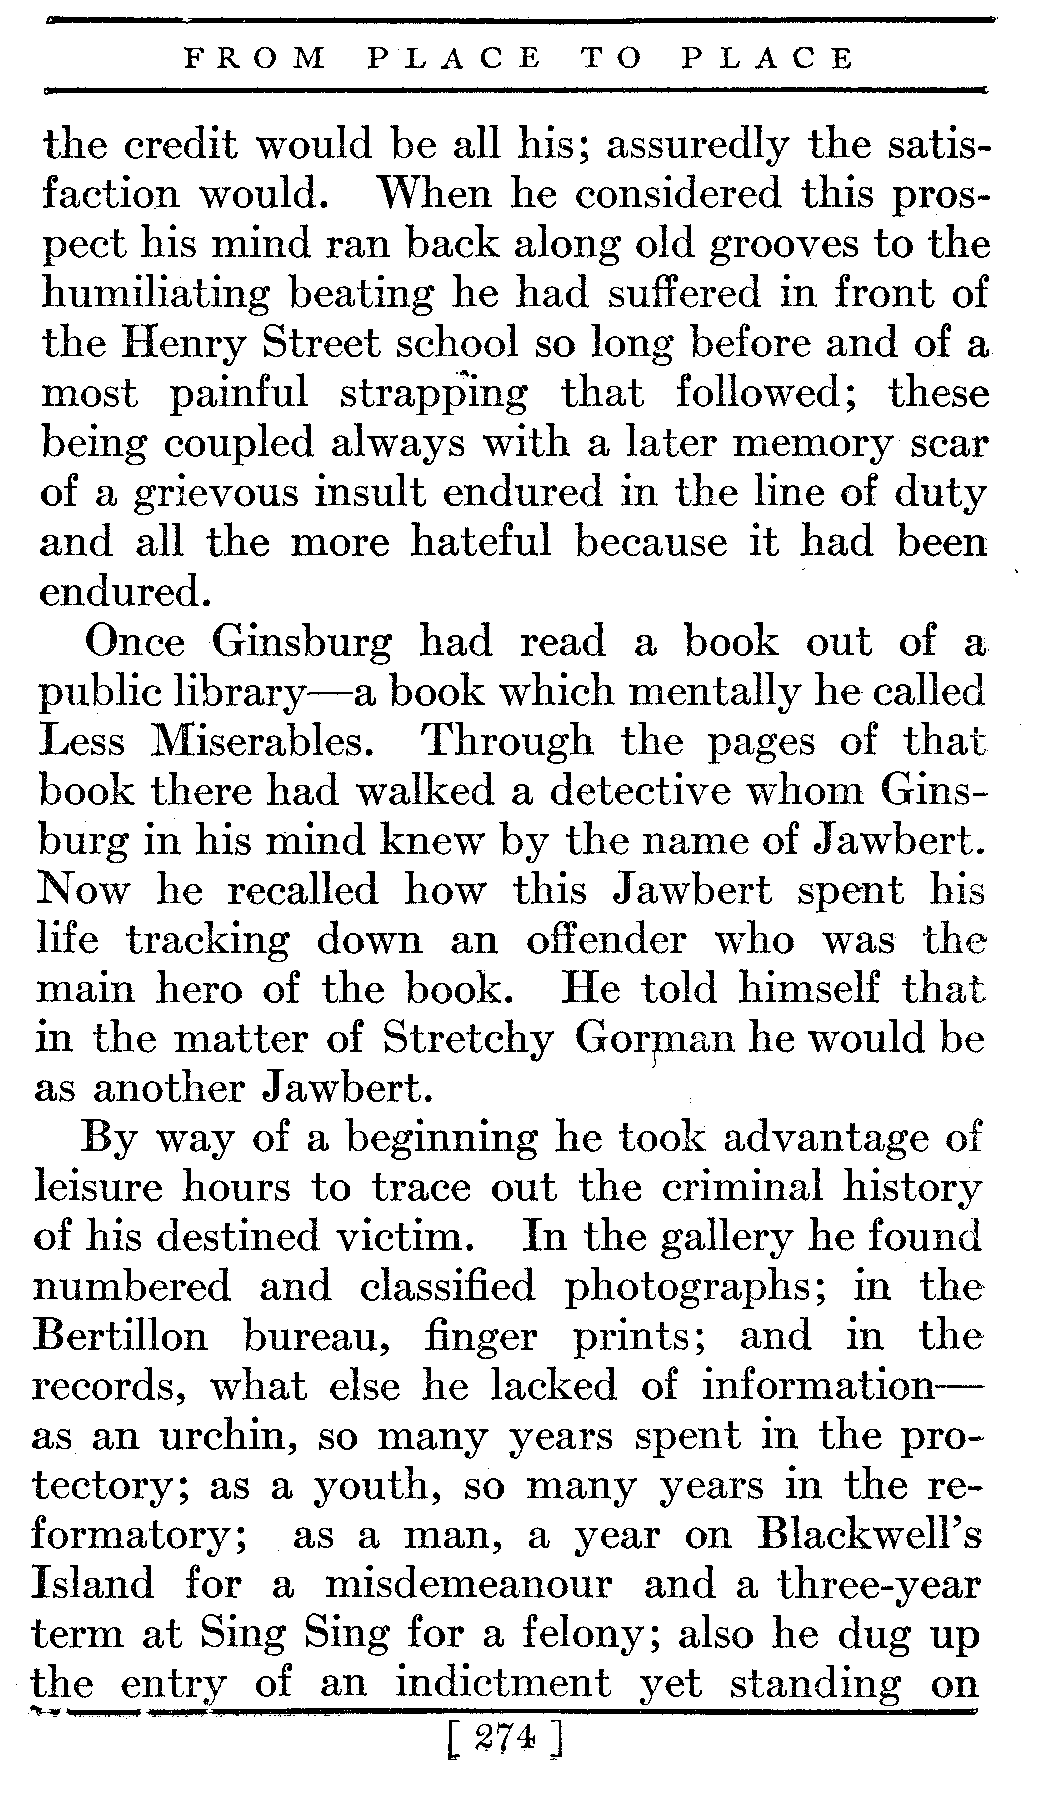 FROM PLACE TO PLACE
the credit would be all his; assuredly the satis-
faction would. When he considered this pros-
pect his mind ran back along old grooves to the
humiliating beating he had suffered in front of
the Henry Street school so long before and of a
most painful strapping that followed; these
being coupled always with a later memory scar
of a grievous insult endured in the line of duty
and all the more hateful because it had been
endured.
Once Ginsburg had read a book out of a
public library—a book which mentally he called
Less Miserables. Through the pages of that
book there had walked a detective whom Gins-
burg in his mind knew by the name of Jawbert.
Now he recalled how this Jawbert spent his
life tracking down an offender who was the
main hero of the book. He told himself that
in the matter of Stretchy Gorman he would be
as another Jawbert.
By way of a beginning he took advantage of
leisure hours to trace out the criminal history
of his destined victim. In the gallery he found
numbered and classified photographs; in the
Bertillon bureau, finger prints; and in the
records, what else he lacked of information—
as an urchin, so many years spent in the pro-
tectory; as a youth, so many years in the re-
formatory; as a man, a year on Blackwell's
Island for a misdemeanour and a three-year
term at Sing Sing for a felony; also he dug up
the entry of an indictment yet standing on
[ 274 ]